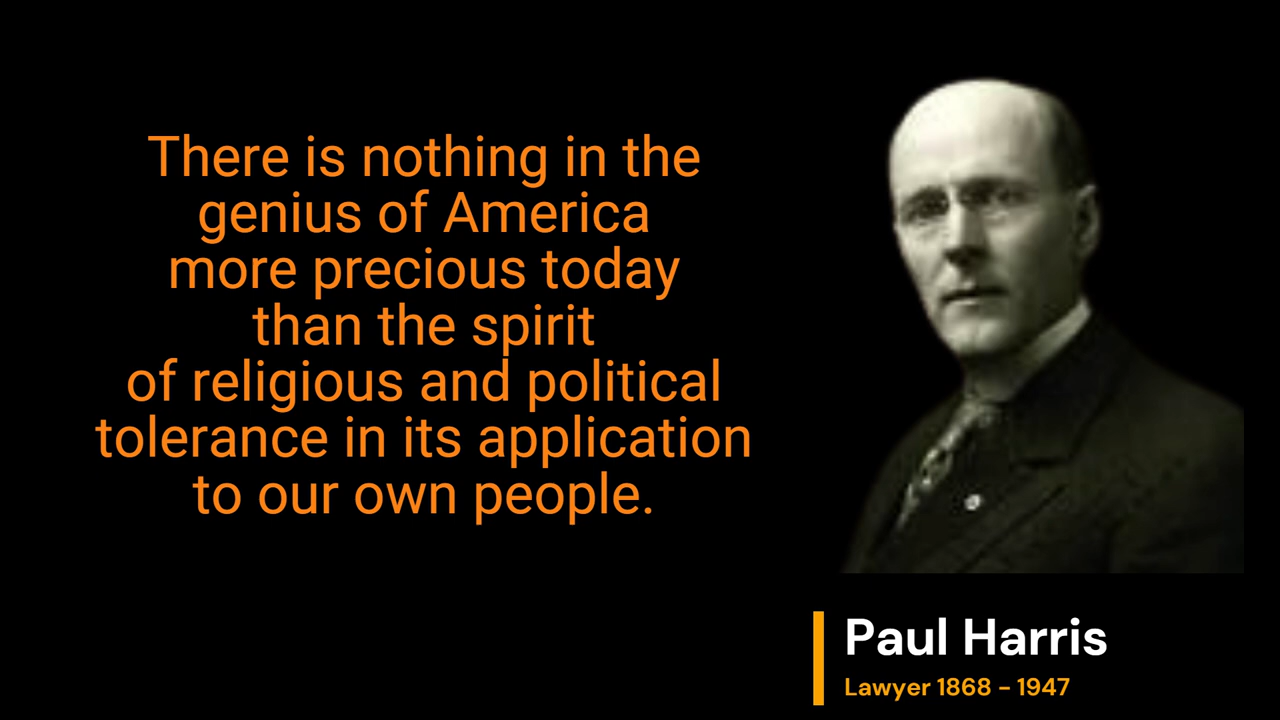 There is nothing in the
genius of America
more precious today
than the spirit
of religious and political
tolerance in its application
to our own people.
Paul Harris
Lawyer 1868 - 1947